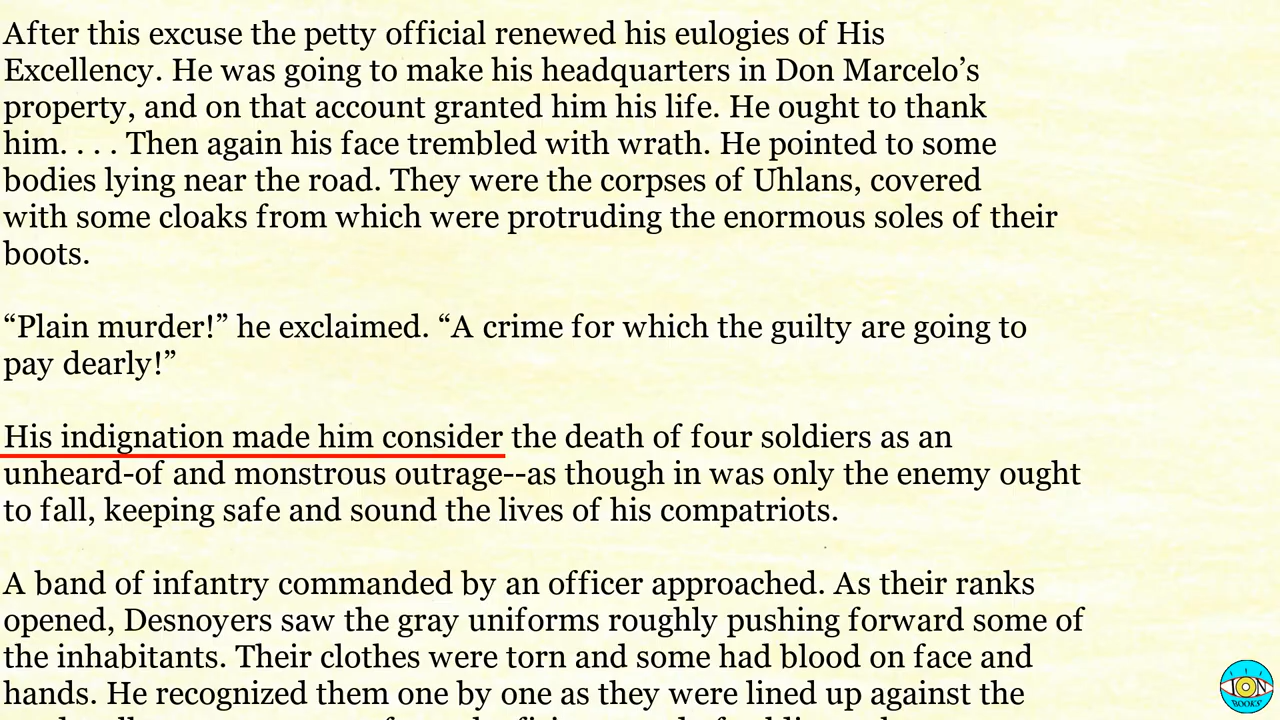 After this excuse the petty official renewed his eulogies of His
Excellency. He was going to make his headquarters in Don Marcelo’s
property, and on that account granted him his life. He ought to thank
him. . . . Then again his face trembled with wrath. He pointed to some
bodies lying near the road. They were the corpses of Uhlans, covered
with some cloaks from which were protruding the enormous soles of their
boots.
“Plain murder!” he exclaimed. “A crime for which the guilty are going to
pay dearly!”
His indignation made him consider the death of four soldiers as an
unheard-of and monstrous outrage--as though in was only the enemy ought
to fall, keeping safe and sound the lives of his compatriots.
A band of infantry commanded by an officer approached. As their ranks
opened, Desnoyers saw the gray uniforms roughly pushing forward some of
the inhabitants. Their clothes were torn and some had blood on face and
hands. He recognized them one by one as they were lined up against the
ION
BOOKS